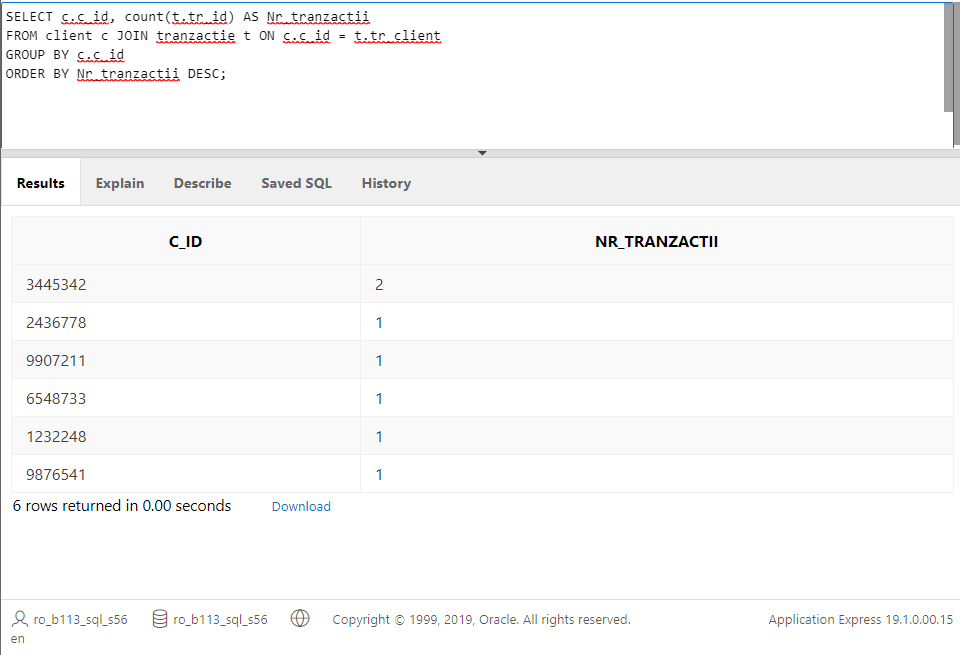 SELECT c.c_id, count(t.tr_id) AS Nr_tranzactii
FROM client c JOIN tranzactie t ON c.c_id = t.tr_client
GROUP BY c.c_id
ORDER BY Nr_tranzactii DESC;
Results Explain Describe Saved SQL History
C_ID NR_TRANZACTII
3445342 2
2436778 1
9907211 1
6548733 1
1232248 1
9876541 1
6 rows returned in 0.00 seconds Download
ro_b113_sql_s56 ro_b113_sql_s56 Copyright © 1999, 2019, Oracle. All rights reserved. Application Express 19.1.0.00.15
en